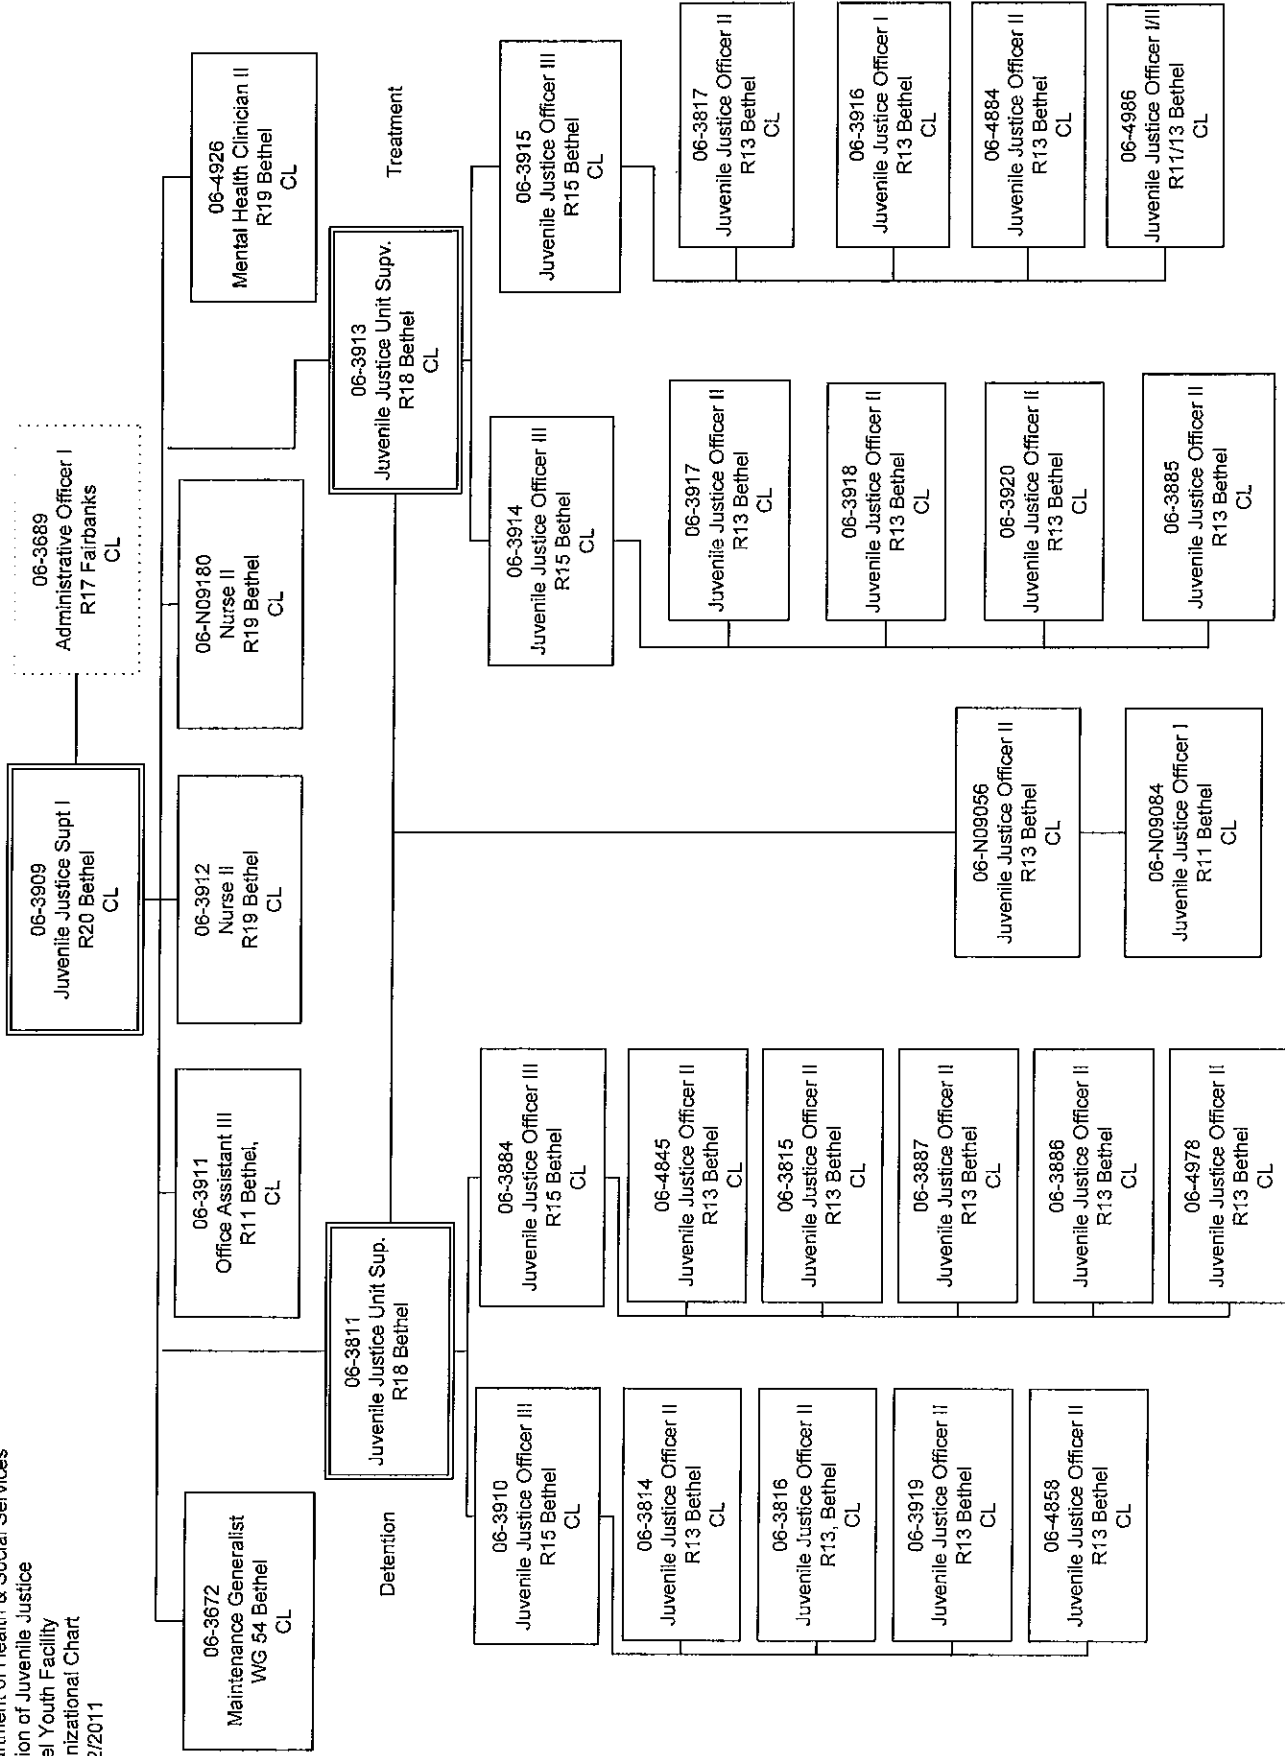 ion of Juvenile Justice
el Youth Facility
nizational Chart
2/2011
06-3909
Juvenile Justice Supt I
R20 Bethel
CL
06-3689
Administrative Officer I
R17 Fairbanks
CL
06-3672
Maintenance Generalist
WG 54 Bethel
CL
06-3911
Office Assistant III
R11 Bethel,
CL
06-3912
Nurse II
R19 Bethel
CL
06-N09180
Nurse II
R19 Bethel
CL
06-4926
Mental Health Clinician II
R19 Bethel
CL
Detention
06-3811
Juvenile Justice Unit Sup.
R18 Bethel
06-3913
Juvenile Justice Unit Supv.
R18 Bethel
CL
Treatment
06-3910
Juvenile Justice Officer III
R15 Bethel
CL
06-3814
Juvenile Justice Officer II
R13 Bethel
CL
06-3816
Juvenile Justice Officer II
R13, Bethel
CL
06-3919
Juvenile Justice Officer II
R13 Bethel
CL
06-4858
Juvenile Justice Officer II
R13 Bethel
CL
06-3884
Juvenile Justice Officer III
R15 Bethel
CL
06-4845
Juvenile Justice Officer II
R13 Bethel
CL
06-3815
Juvenile Justice Officer II
R13 Bethel
CL
06-3887
Juvenile Justice Officer II
R13 Bethel
CL
06-3886
Juvenile Justice Officer II
R13 Bethel
CL
06-4978
Juvenile Justice Officer II
R13 Bethel
CL
06-N09056
Juvenile Justice Officer II
R13 Bethel
CL
06-N09084
Juvenile Justice Officer I
R11 Bethel
CL
06-3914
Juvenile Justice Officer III
R15 Bethel
CL
06-3917
Juvenile Justice Officer II
R13 Bethel
CL
06-3918
Juvenile Justice Officer II
R13 Bethel
CL
06-3920
Juvenile Justice Officer II
R13 Bethel
CL
06-3885
Juvenile Justice Officer II
R13 Bethel
CL
06-3915
Juvenile Justice Officer III
R15 Bethel
CL
06-3817
Juvenile Justice Officer II
R13 Bethel
CL
06-3916
Juvenile Justice Officer I
R13 Bethel
CL
06-4884
Juvenile Justice Officer II
R13 Bethel
CL
06-4986
Juvenile Justice Officer I/II
R11/13 Bethel
CL